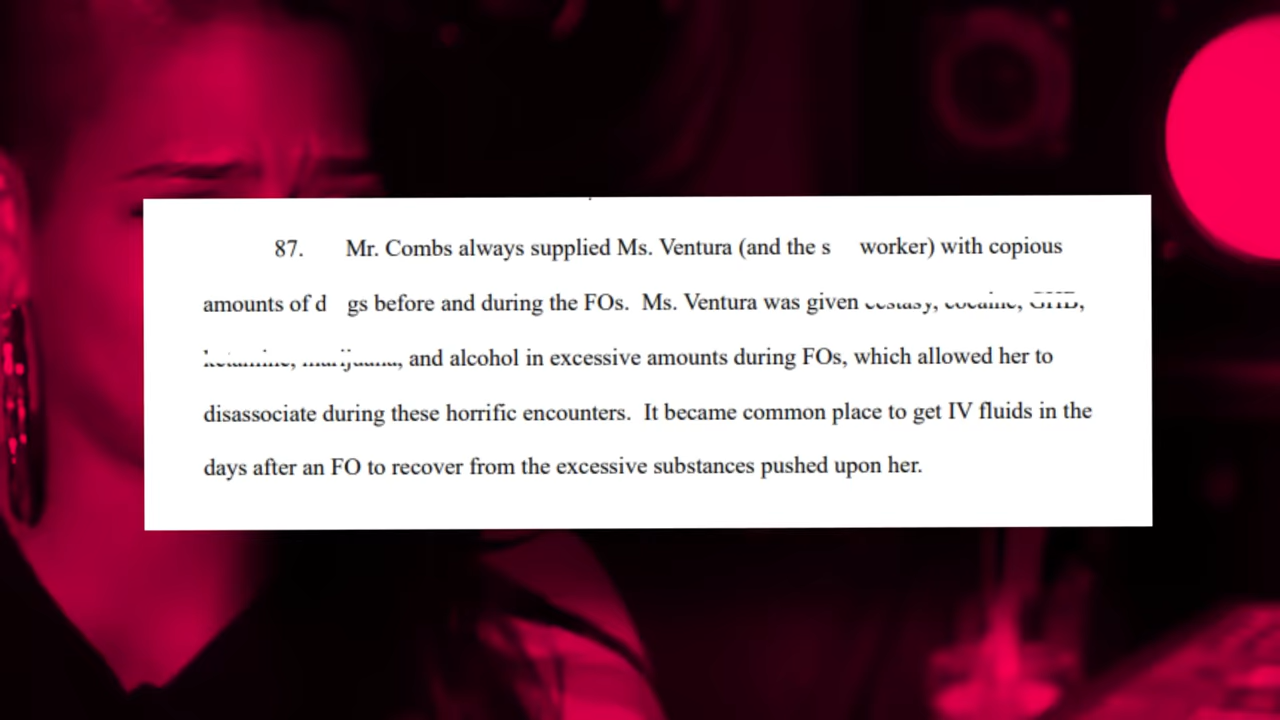 87. Mr. Combs always supplied Ms. Ventura (and the s worker) with copious
amounts of d gs before and during the FOs. Ms. Ventura was given
and alcohol in excessive amounts during FOs, which allowed her to
disassociate during these horrific encounters. It became common place to get IV fluids in the
days after an FO to recover from the excessive substances pushed upon her.